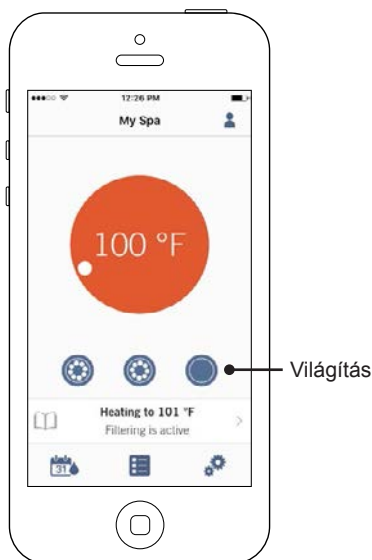 12:26 PM
My Spa
100 °F
Világítás
Heating to 101 °F
Filtering is active
31